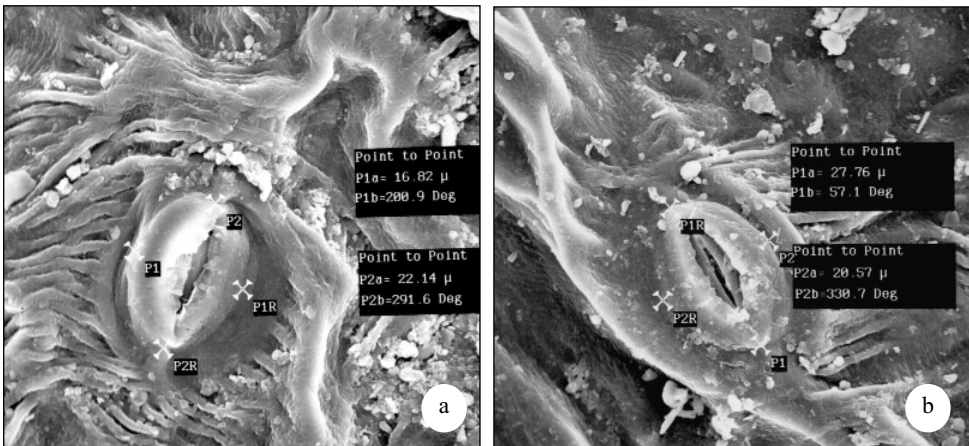 Point to Point
P1a= 16.82 µ
P1b=200.9 Deg
P2
P1
Point to Point
P2a= 22.14 µ
P2b=291.6 Deg
P1R
P2R
a
Point to Point
P1a= 27.76 µ
P1b= 57.1 Deg
P1R
P2
Point to Point
P2a= 20.57 µ
P2b=330.7 Deg
P2R
P1
b